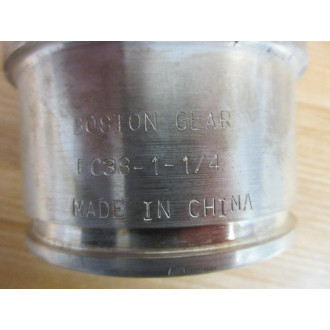 BOSTON GEAR
FC38-1-1/4
MADE IN CHINA